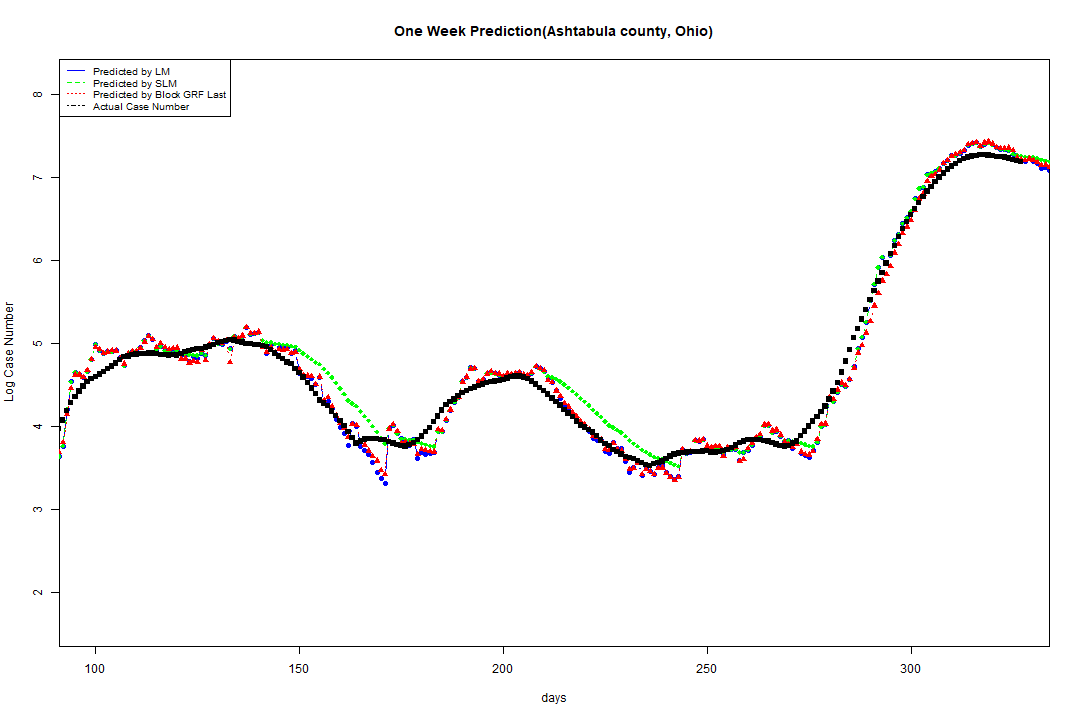 One Week Prediction(Ashtabula county, Ohio)
Predicted by LM
Predicted by SLM
Predicted by Block GRF Last
Actual Case Number
8
7
6
5
4
3
2
Log Case Number
100 150 200 250 300
days